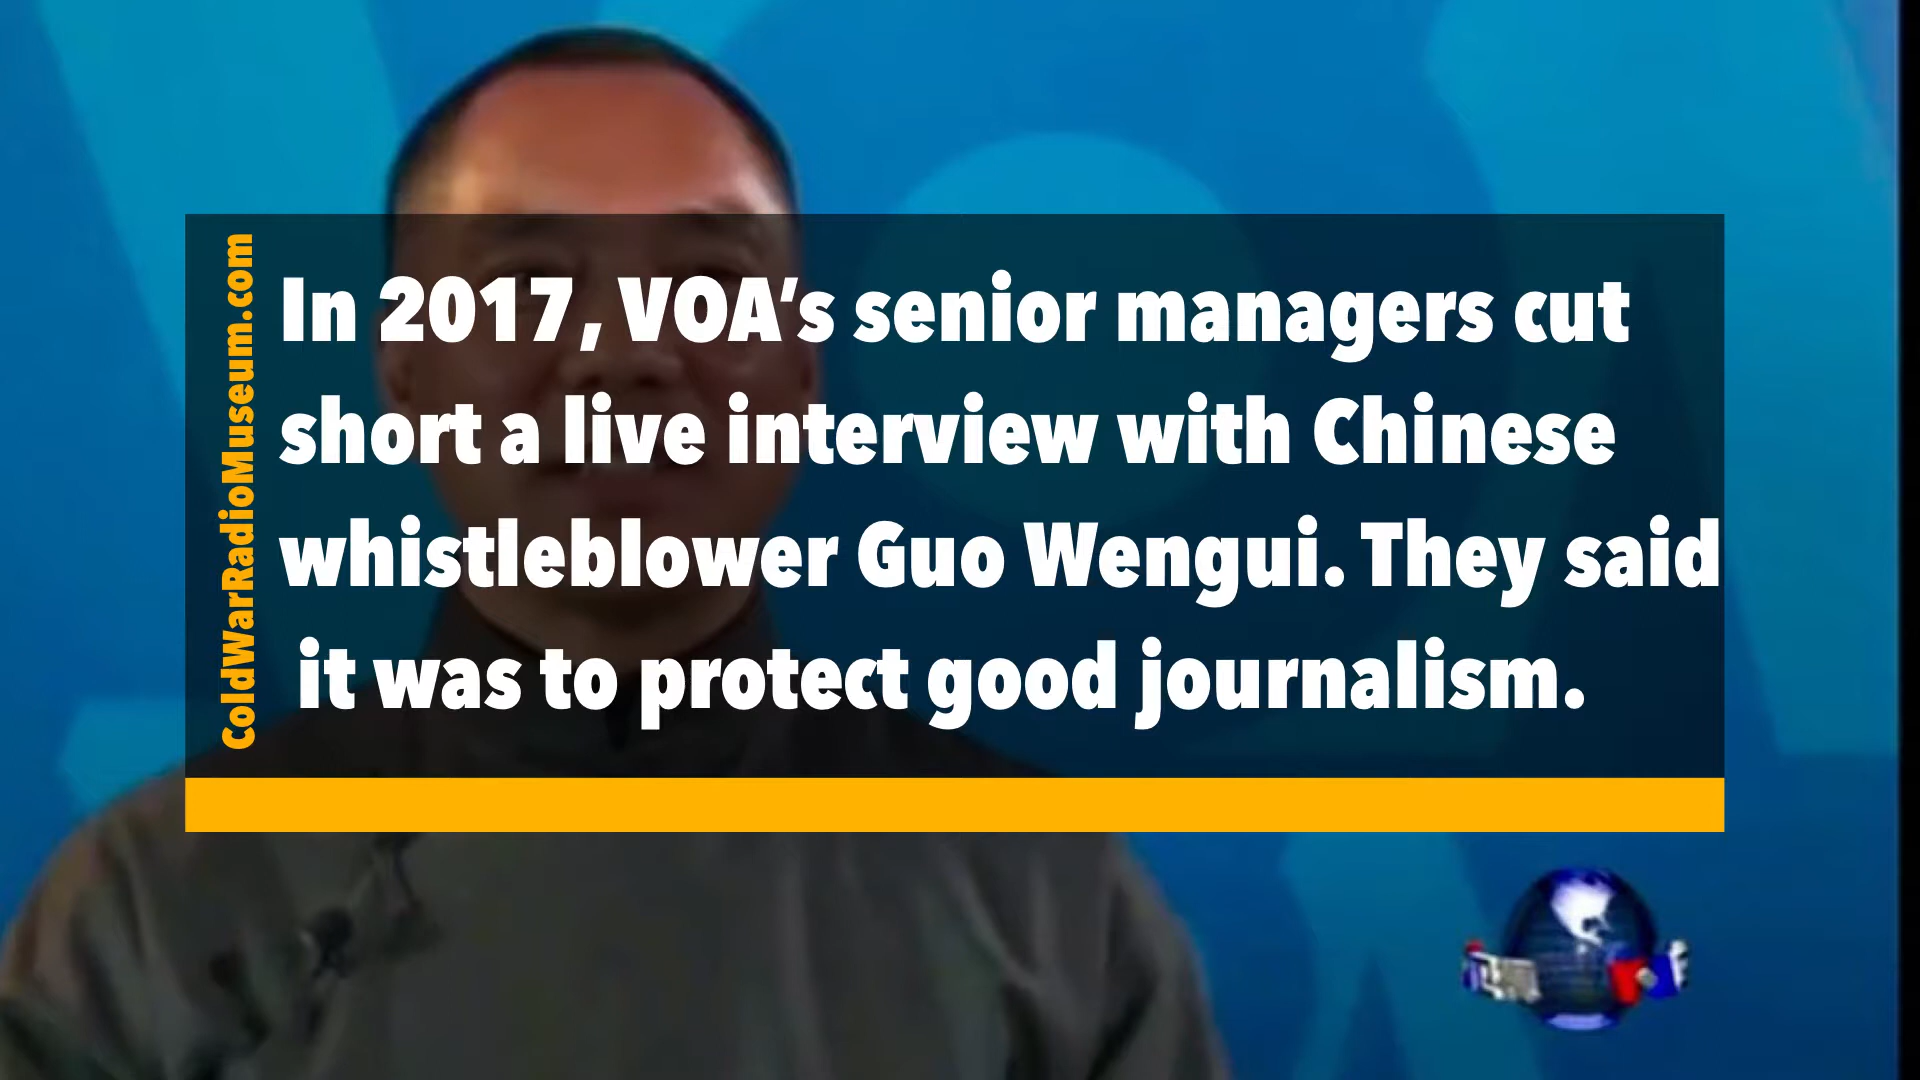 ColdWarRadioMuseum.com
In 2017, VOA’s senior managers cut
short a live interview with Chinese
whistleblower Guo Wengui. They said
it was to protect good journalism.